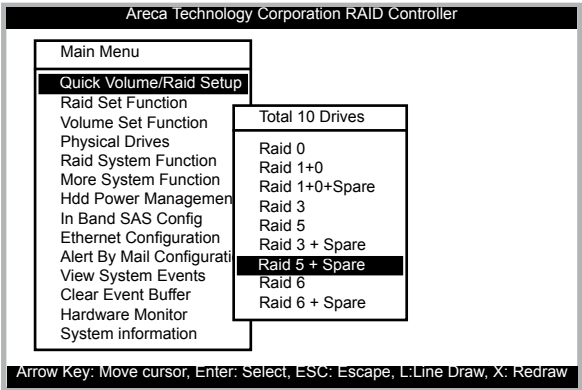 Areca Technology Corporation RAID Controller
Main Menu
Quick Volume/Raid Setup
Raid Set Function
Volume Set Function
Physical Drives
Raid System Function
More System Function
Hdd Power Managemen
In Band SAS Config
Ethernet Configuration
Alert By Mail Configurati
View System Events
Clear Event Buffer
Hardware Monitor
System information
Total 10 Drives
Raid 0
Raid 1+0
Raid 1+0+Spare
Raid 3
Raid 5
Raid 3 + Spare
Raid 5 + Spare
Raid 6
Raid 6 + Spare
Arrow Key: Move cursor, Enter: Select, ESC: Escape, L:Line Draw, X: Redraw